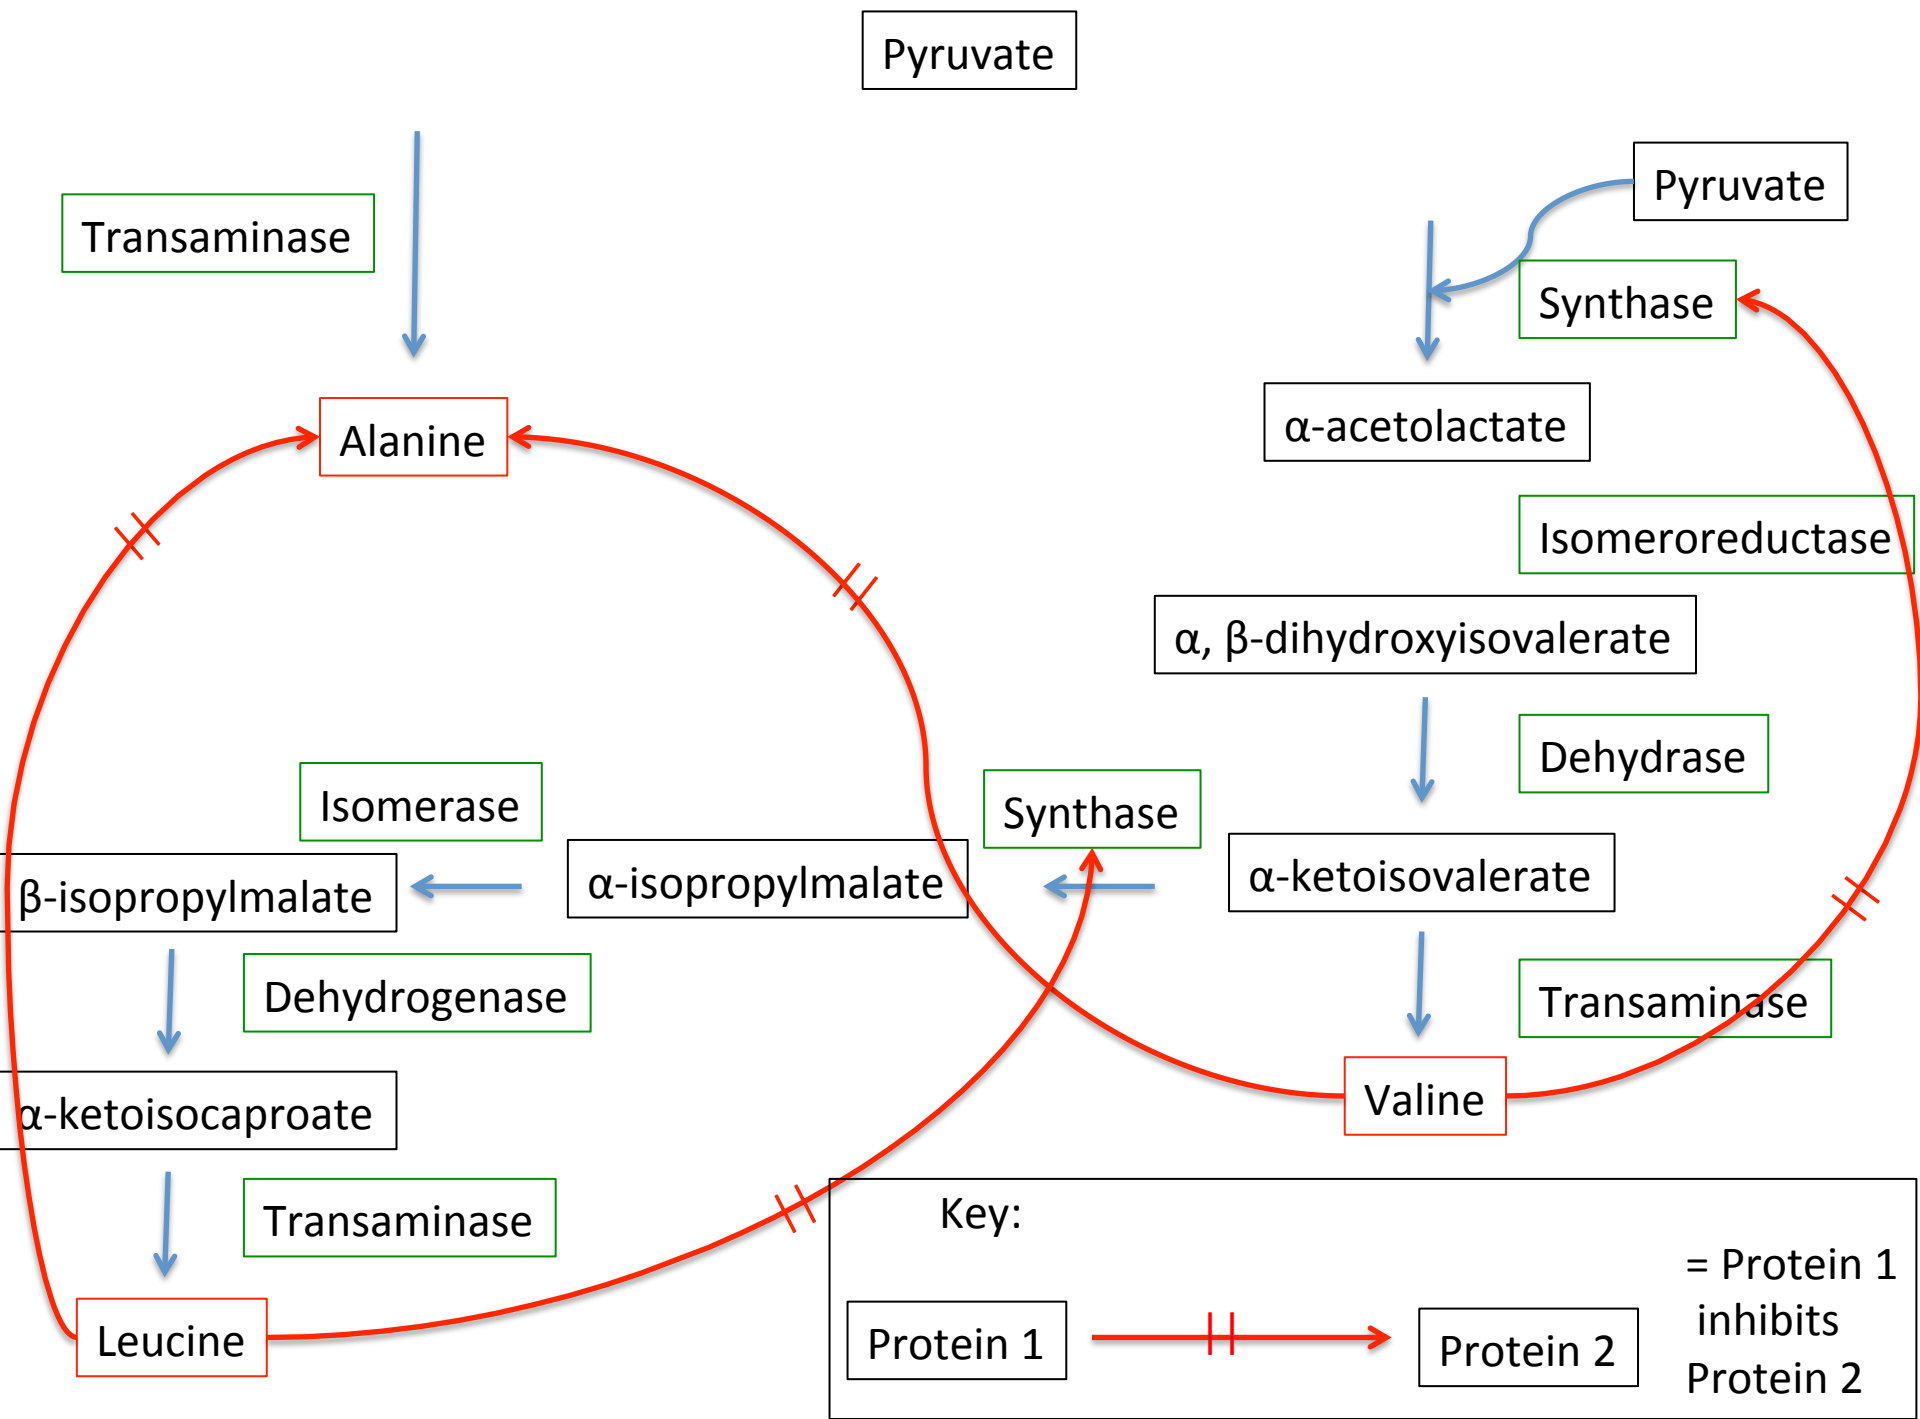 Pyruvate
Pyruvate
Transaminase
Synthase
Alanine
α-acetolactate
Isomeroreductase
α, β-dihydroxyisovalerate
Dehydrase
Isomerase
Synthase
β-isopropylmalate
α-isopropylmalate
α-ketoisovalerate
Dehydrogenase
Transaminase
α-ketoisocaproate
Valine
Transaminase
Leucine
Key:
Protein 1
Protein 2
= Protein 1
inhibits
Protein 2